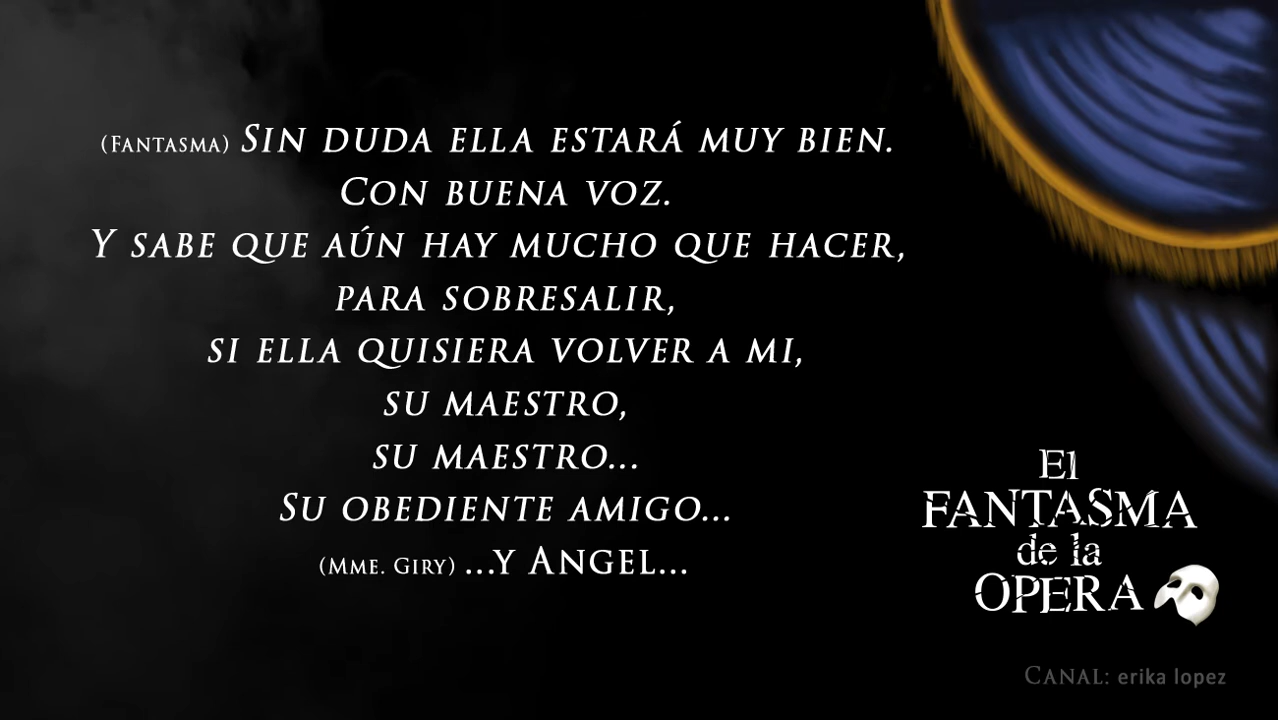 (Fantasma) Sin duda ella estará muy bien.
Con buena voz.
Y sabe que aún hay mucho que hacer,
para sobresalir,
si ella quisiera volver a mi,
su maestro,
su maestro...
Su obediente amigo...
(Mme. Giry) ...y Angel...
El
FANTASMA
de la
OPERA
Canal: erika lopez